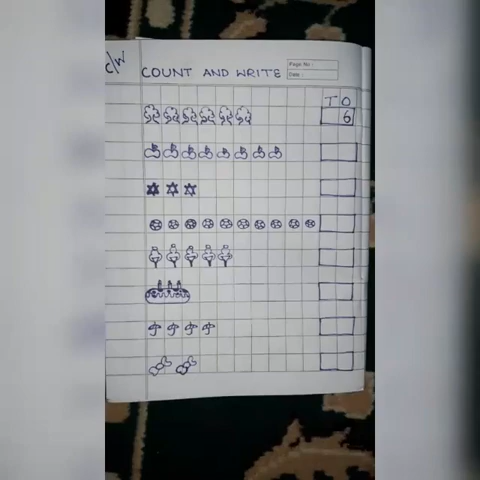 C/W
COUNT AND WRITE
Page No :
Date :
T O
6